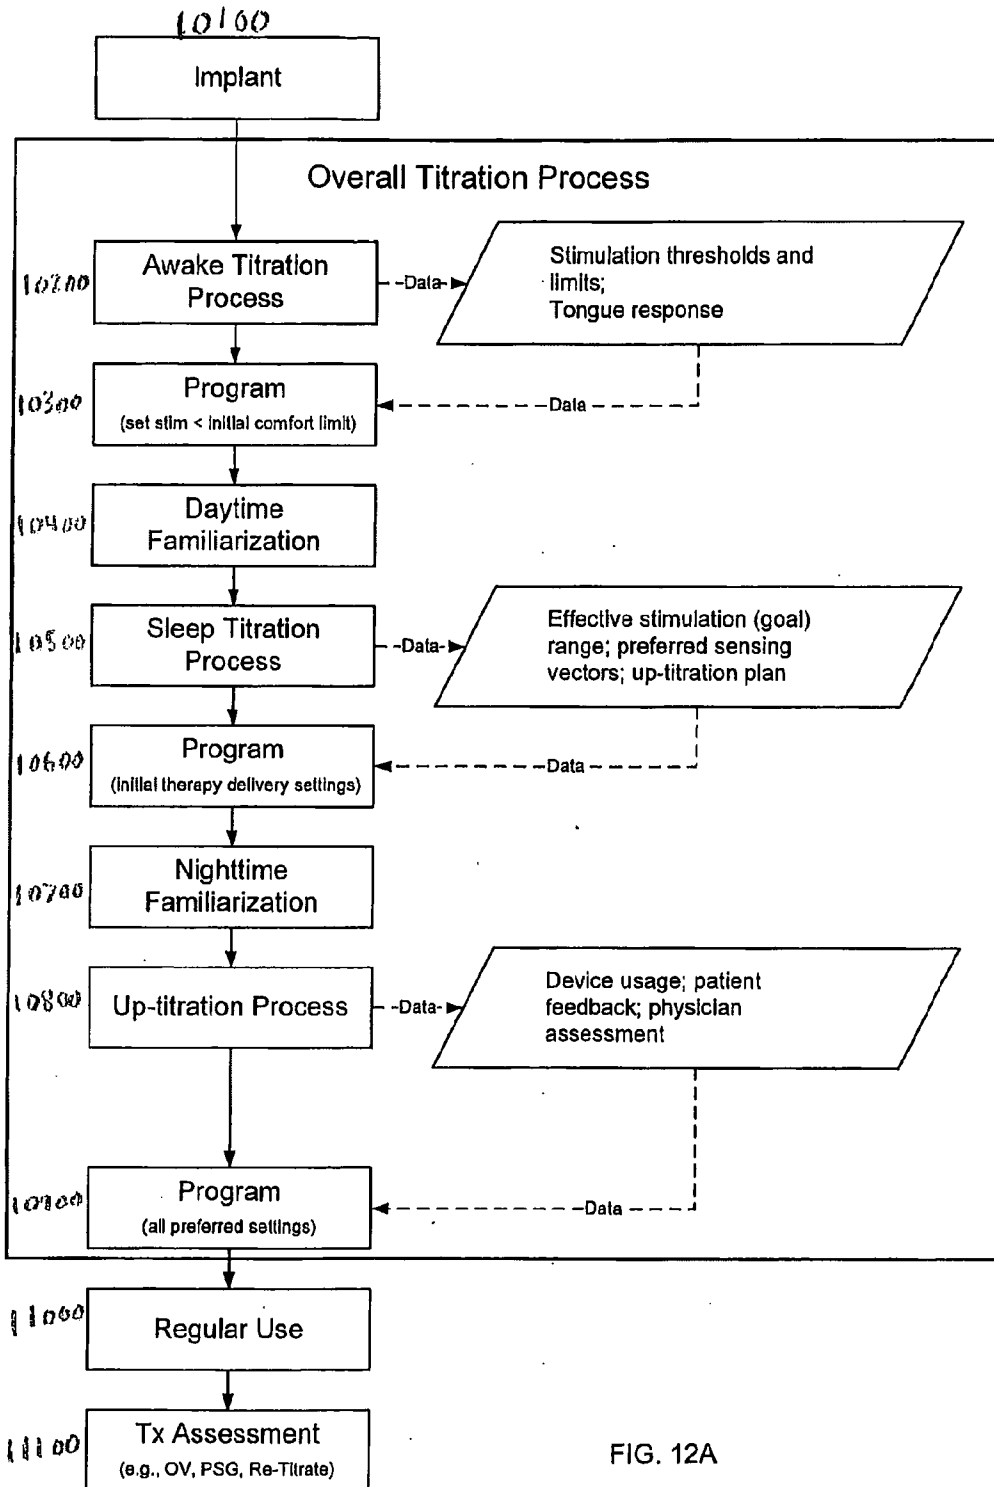 10100
Implant
Overall Titration Process
10200
Awake Titration
Process
Data
Stimulation thresholds and
limits;
Tongue response
10300
Program
(set stim < initial comfort limit)
Data
10400
Daytime
Familiarization
10500
Sleep Titration
Process
Data
Effective stimulation (goal)
range; preferred sensing
vectors; up-titration plan
10600
Program
(initial therapy delivery settings)
Data
10700
Nighttime
Familiarization
10800
Up-titration Process
Data
Device usage; patient
feedback; physician
assessment
10900
Program
(all preferred settings)
Data
11000
Regular Use
11100
Tx Assessment
(e.g., OV, PSG, Re-Titrate)
FIG. 12A